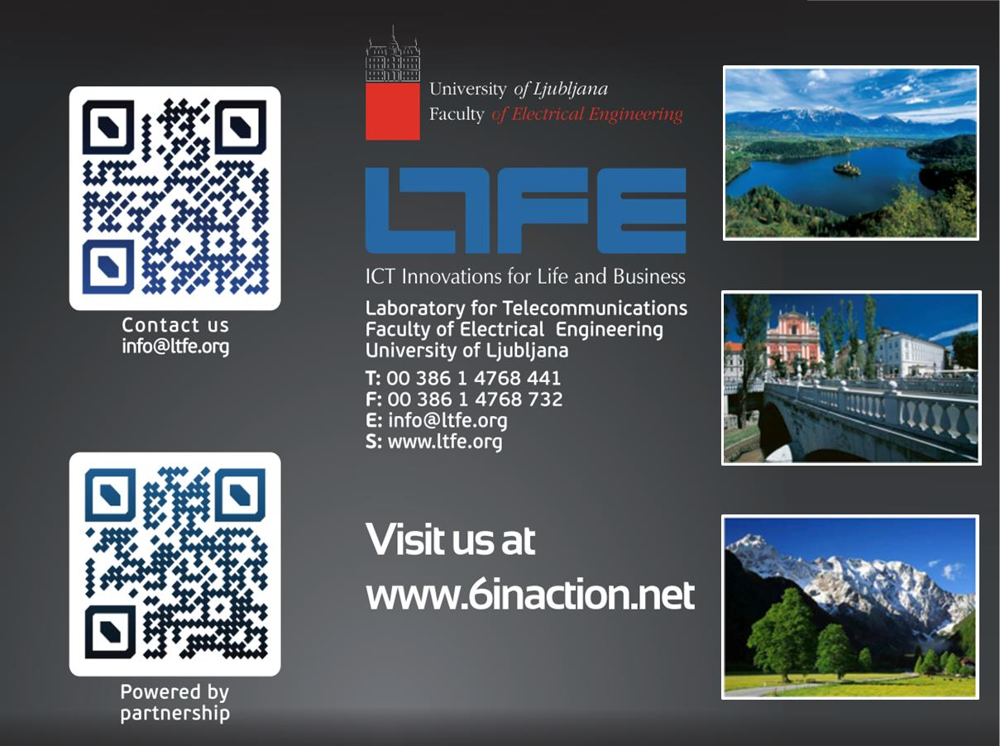 Contact us
info@ltfe.org
Powered by
partnership
University of Ljubljana
Faculty of Electrical Engineering
LTFE
ICT Innovations for Life and Business
Laboratory for Telecommunications
Faculty of Electrical Engineering
University of Ljubljana
T: 00 386 1 4768 441
F: 00 386 1 4768 732
E: info@ltfe.org
S: www.ltfe.org
Visit us at
www.6inaction.net